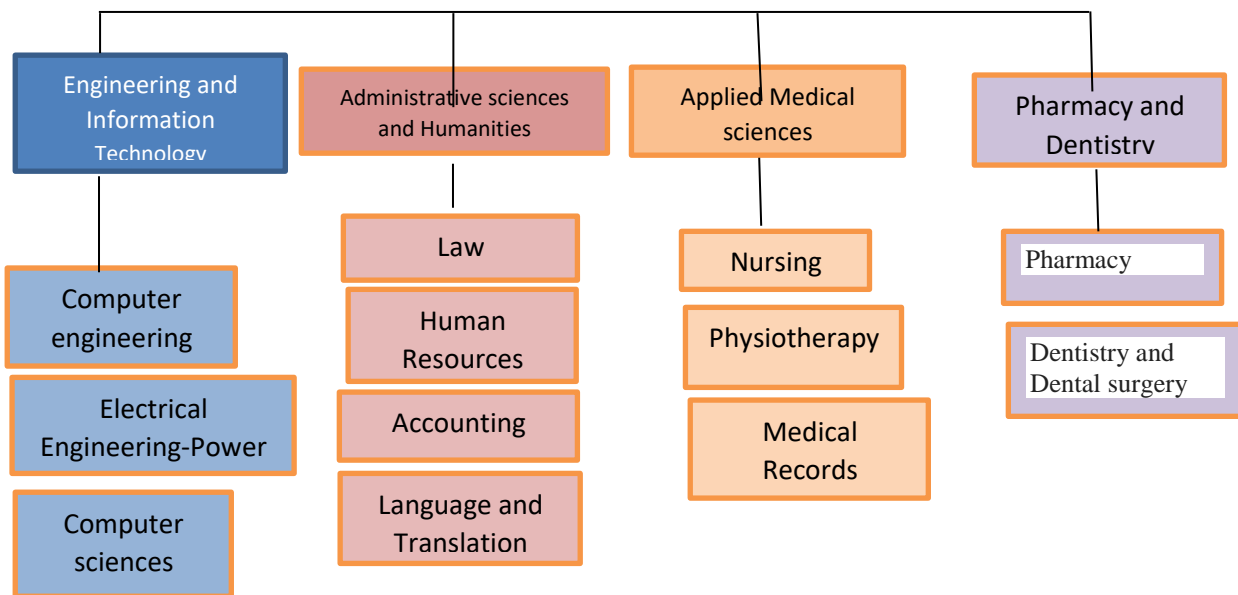 Engineering and
Information
Technology
Administrative sciences
and Humanities
Applied Medical
sciences
Pharmacy and
Dentistry
Computer
engineering
Electrical
Engineering-Power
Computer
sciences
Law
Human
Resources
Accounting
Language and
Translation
Nursing
Physiotherapy
Medical
Records
Pharmacy
Dentistry and
Dental surgery